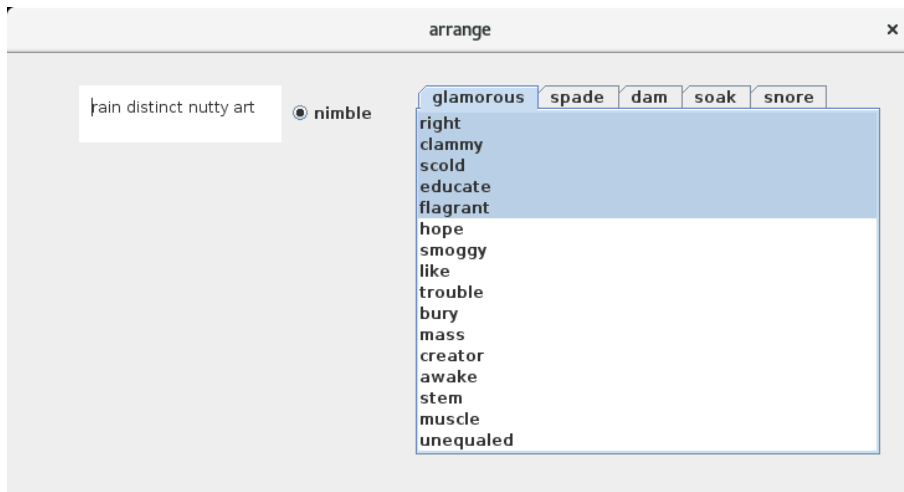 arrange
rain distinct nutty art
nimble
glamorous spade dam soak snore
right
clammy
scold
educate
flagrant
hope
smoggy
like
trouble
bury
mass
creator
awake
stem
muscle
unequaled